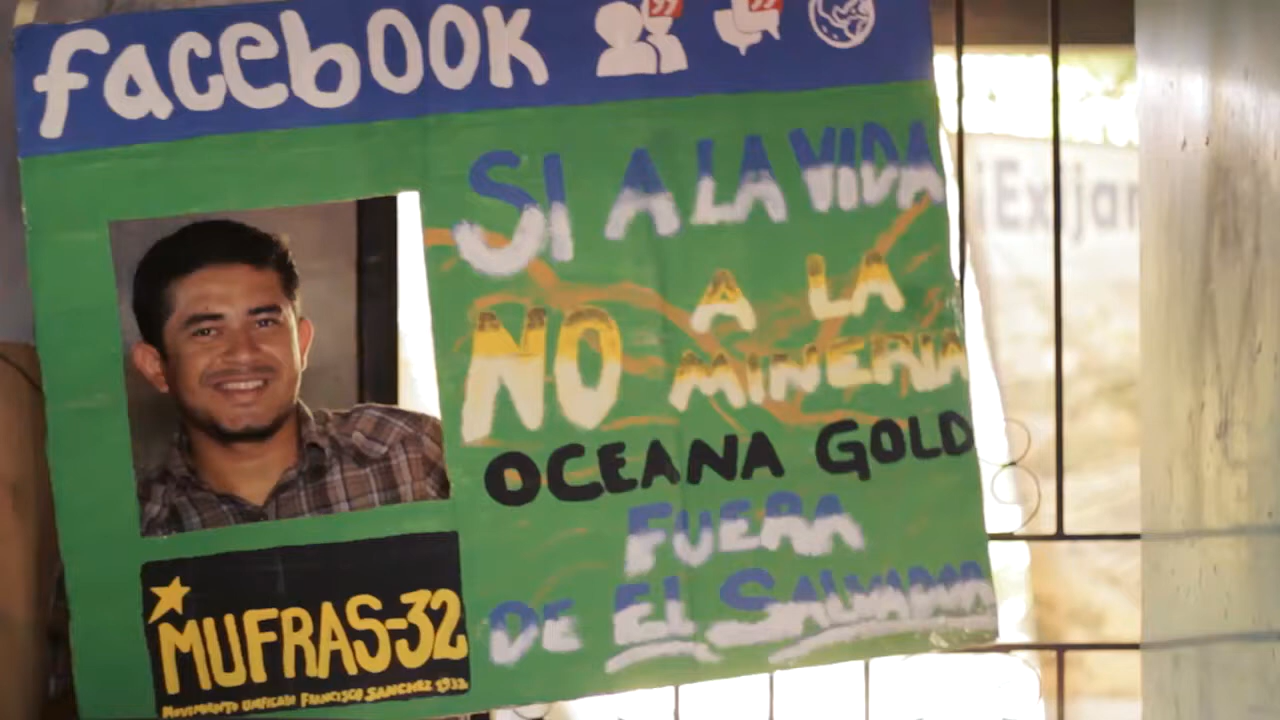 facebook
SI A LA VIDA
NO A LA
MINERIA
OCEANA GOLD
FUERA
DE EL SALVADOR
MUFRAS-32
MOVIMIENTO UNIFICADO FRANCISCO SANCHEZ 1932
¡Exijan